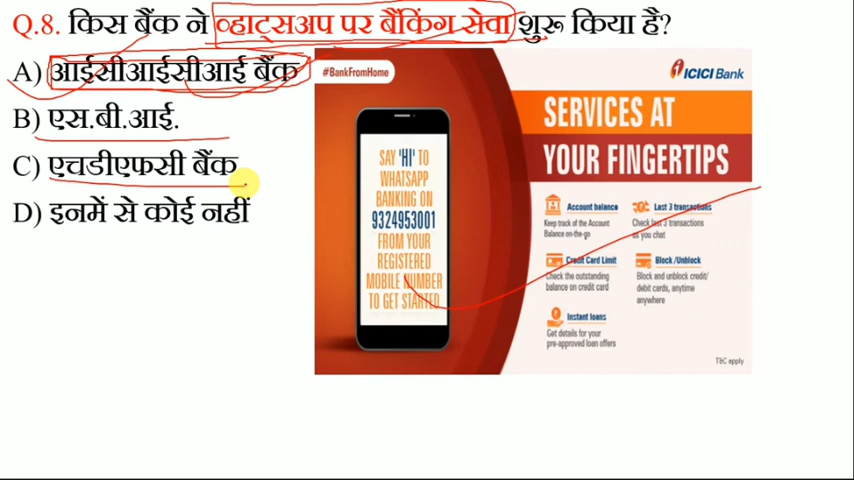 Q.8. किस बैंक ने व्हाट्सअप पर बैंकिंग सेवा शुरू किया है?
A) आईसीआईसीआई बैंक
B) एस.बी.आई.
C) एचडीएफसी बैंक
D) इनमें से कोई नहीं
#BankFromHome
ICICI Bank
SAY 'HI' TO
WHATSAPP
BANKING ON
9324953001
FROM YOUR
REGISTERED
MOBILE NUMBER
TO GET STARTED
SERVICES AT
YOUR FINGERTIPS
Account balance
Keep track of the Account
Balance on-the-go
Last 3 transactions
Check last 3 transactions
as you chat
Credit Card Limit
Check the outstanding
balance on credit card
Block/Unblock
Block and unblock credit/
debit cards, anytime
anywhere
Instant loans
Get details for your
pre-approved loan offers
T&C apply